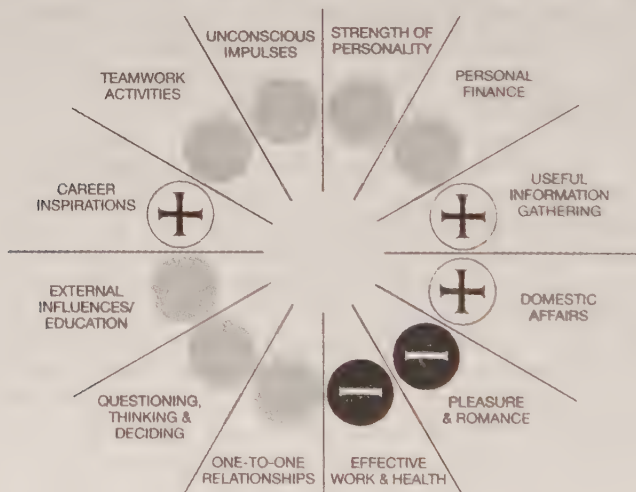 UNCONSCIOUS
IMPULSES
STRENGTH OF
PERSONALITY
PERSONAL
FINANCE
USEFUL
INFORMATION
GATHERING
DOMESTIC
AFFAIRS
PLEASURE
& ROMANCE
EFFECTIVE
WORK & HEALTH
ONE-TO-ONE
RELATIONSHIPS
QUESTIONING,
THINKING &
DECIDING
EXTERNAL
INFLUENCES/
EDUCATION
CAREER
INSPIRATIONS
TEAMWORK
ACTIVITIES